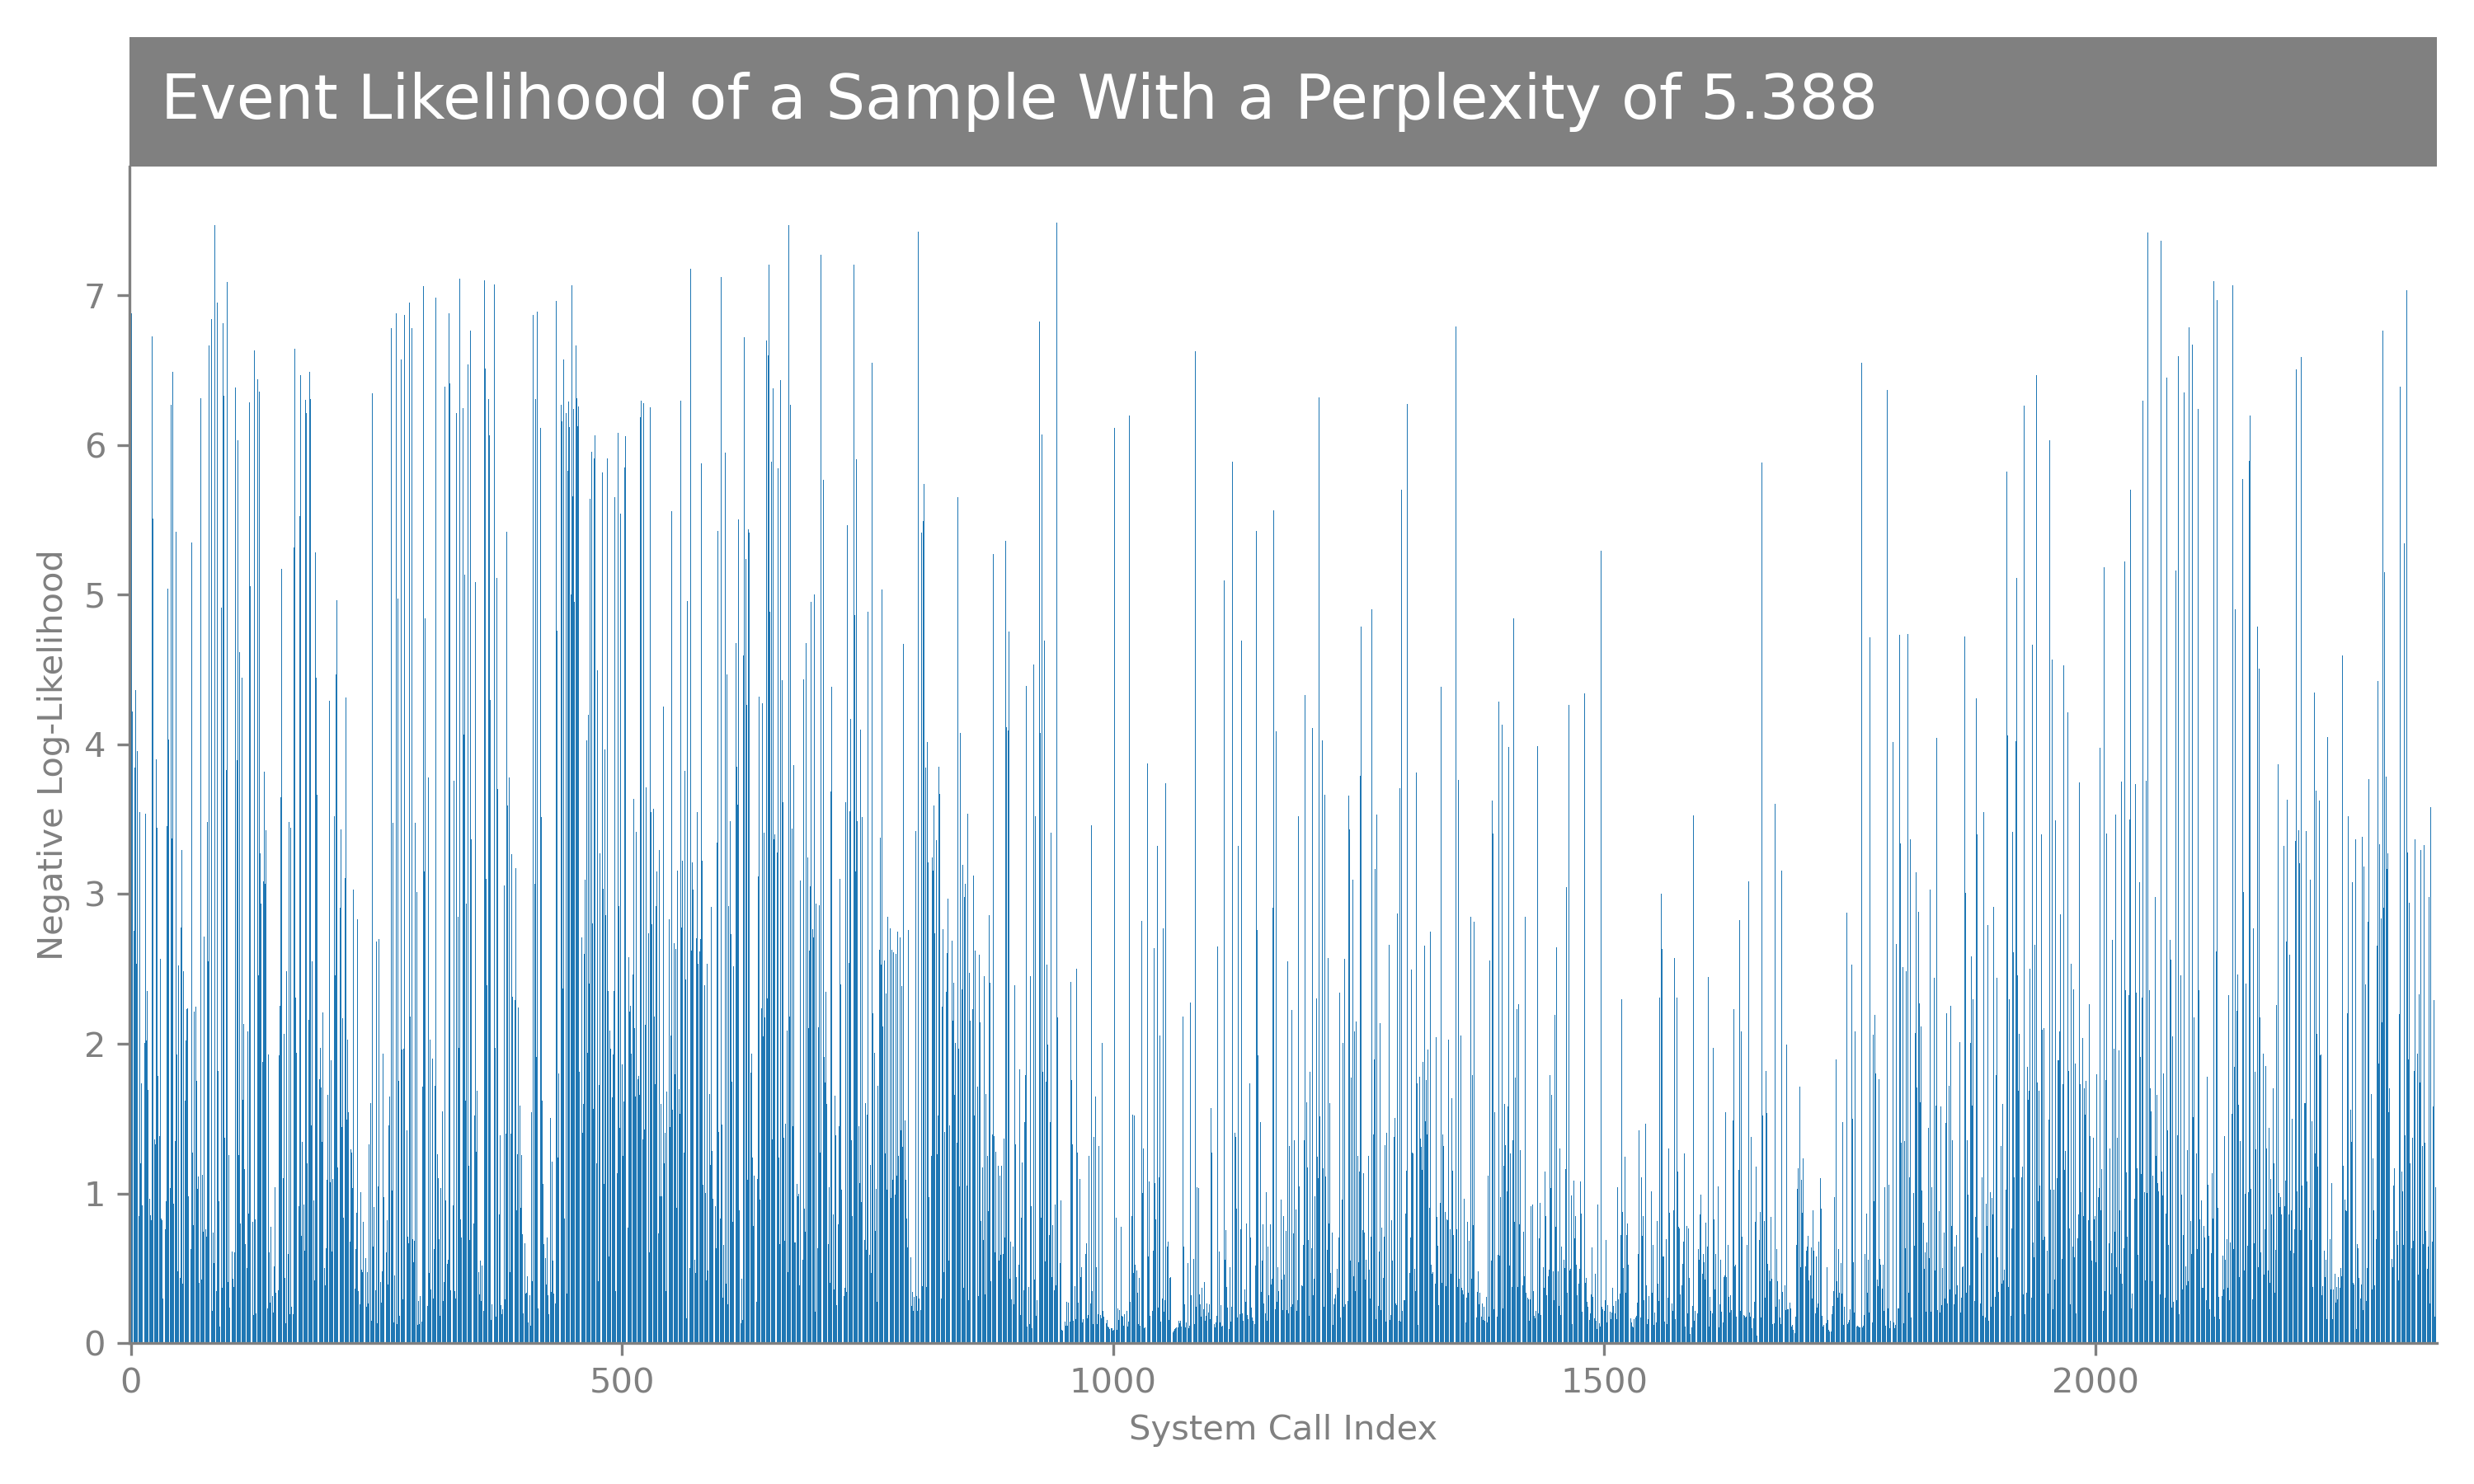 Event Likelihood of a Sample With a Perplexity of 5.388
Negative Log-Likelihood
7
6
5
4
3
2
1
0
0 500 1000 1500 2000
System Call Index